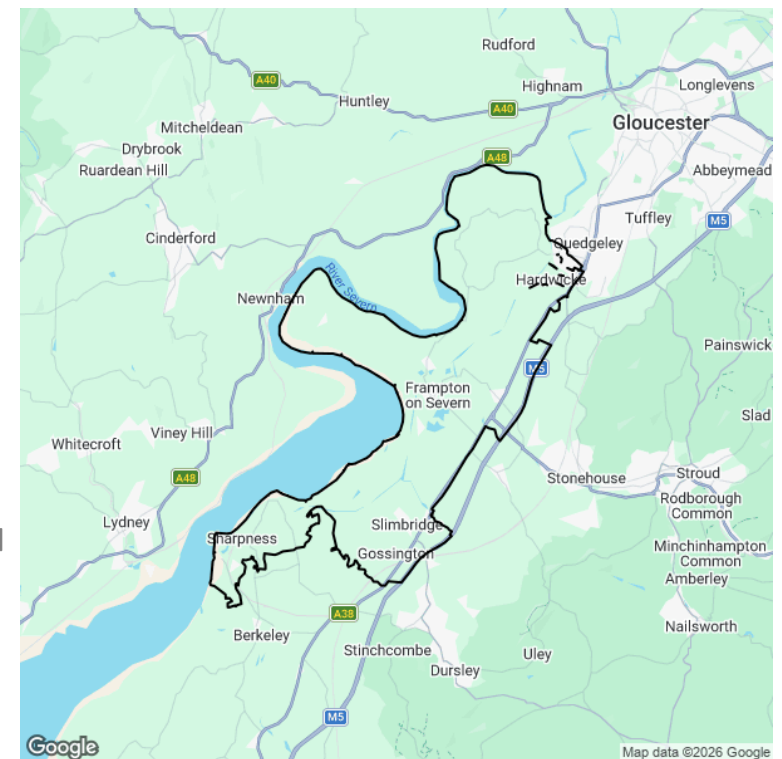 Rudford
Longlevens
A40
Highnam
Huntley
A40
Gloucester
Mitcheldean
Drybrook
A48
Ruardean Hill
Abbeymead
Tuffley
M5
Cinderford
Quedgeley
River Severn
Hardwicke
Newnham
Painswick
M5
Frampton
on Severn
Slad
Viney Hill
Whitecroft
A48
Stonehouse
Stroud
Rodborough
Common
Lydney
Slimbridge
Sharpness
Minchinhampton
Common
Gossington
Amberley
A38
Nailsworth
Berkeley
Stinchcombe
Uley
Dursley
M5
Google
Map data ©2026 Google